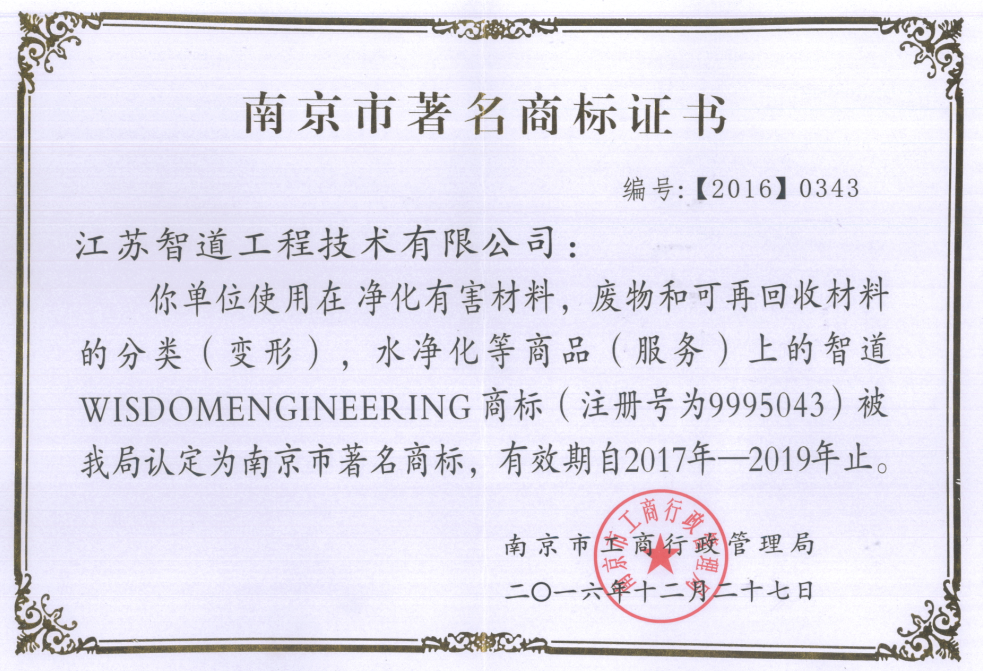 南京市著名商标证书
编号:【2016】0343
江苏智道工程技术有限公司：
你单位使用在净化有害材料，废物和可再回收材料
的分类（变形），水净化等商品（服务）上的智道
WISDOMENGINEERING商标（注册号为9995043）被
我局认定为南京市著名商标，有效期自2017年—2019年止。
南京市工商行政管理局
南京市工商行政管理局
二〇一六年十二月二十七日